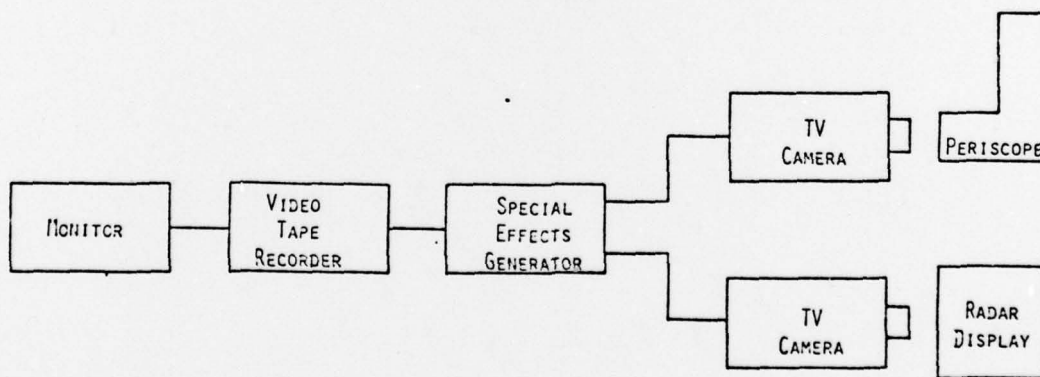 TV
CAMERA
PERISCOPE
MONITOR
VIDEO
TAPE
RECORDER
SPECIAL
EFFECTS
GENERATOR
TV
CAMERA
RADAR
DISPLAY